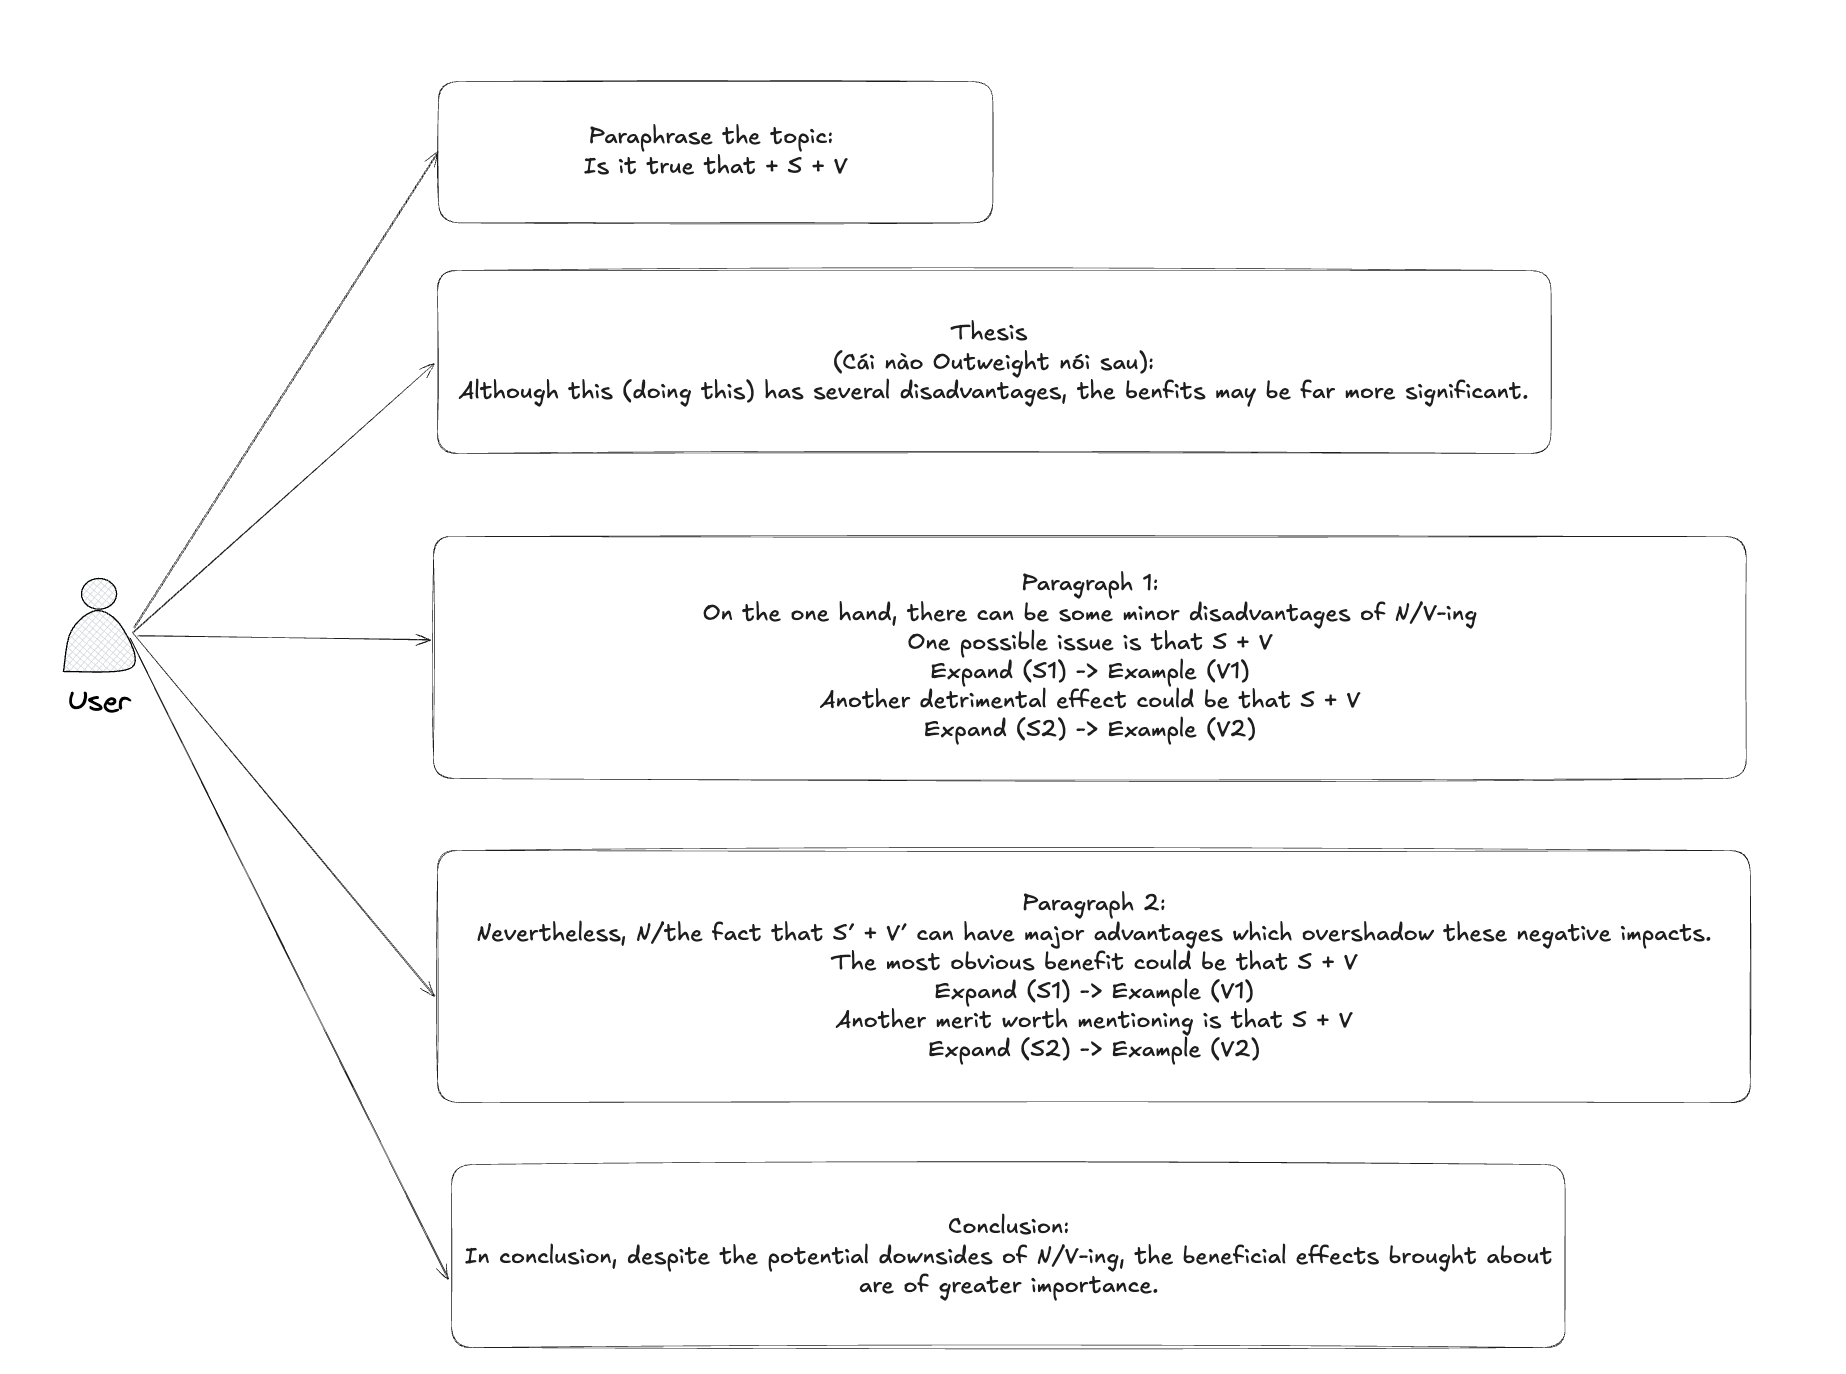 Paraphrase the topic:
Is it true that + S + V
Thesis
(Cái nào Outweight nói sau):
Although this (doing this) has several disadvantages, the benfits may be far more significant.
Paragraph 1:
On the one hand, there can be some minor disadvantages of N/V-ing
One possible issue is that S + V
Expand (S1) -> Example (V1)
Another detrimental effect could be that S + V
Expand (S2) -> Example (V2)
User
Paragraph 2:
Nevertheless, N/the fact that S' + V' can have major advantages which overshadow these negative impacts.
The most obvious benefit could be that S + V
Expand (S1) -> Example (V1)
Another merit worth mentioning is that S + V
Expand (S2) -> Example (V2)
Conclusion:
In conclusion, despite the potential downsides of N/V-ing, the beneficial effects brought about
are of greater importance.